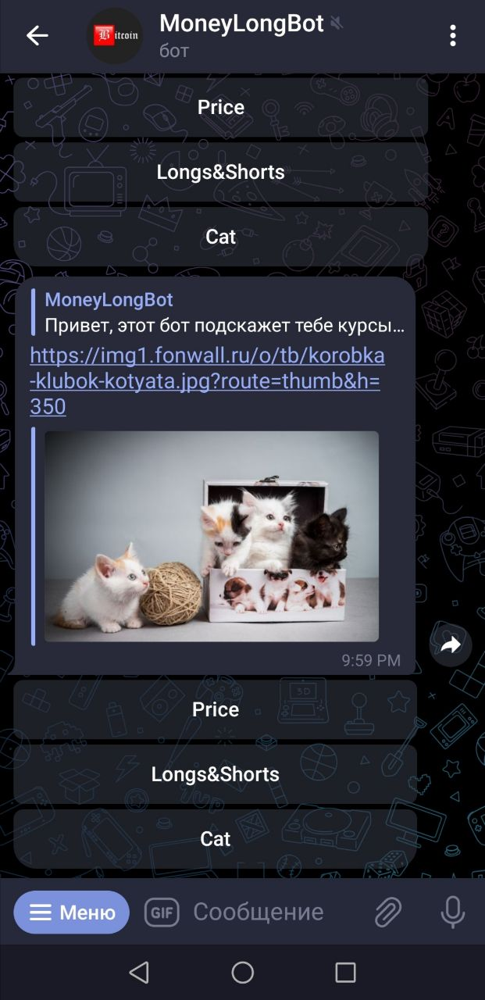 Bitcoin
MoneyLongBot
бот
Price
Longs&Shorts
Cat
MoneyLongBot
Привет, этот бот подскажет тебе курсы...
https://img1.fonwall.ru/o/tb/korobka
-klubok-kotyata.jpg?route=thumb&h=
350
9:59 PM
Price
Longs&Shorts
Cat
Меню
GIF
Сообщение